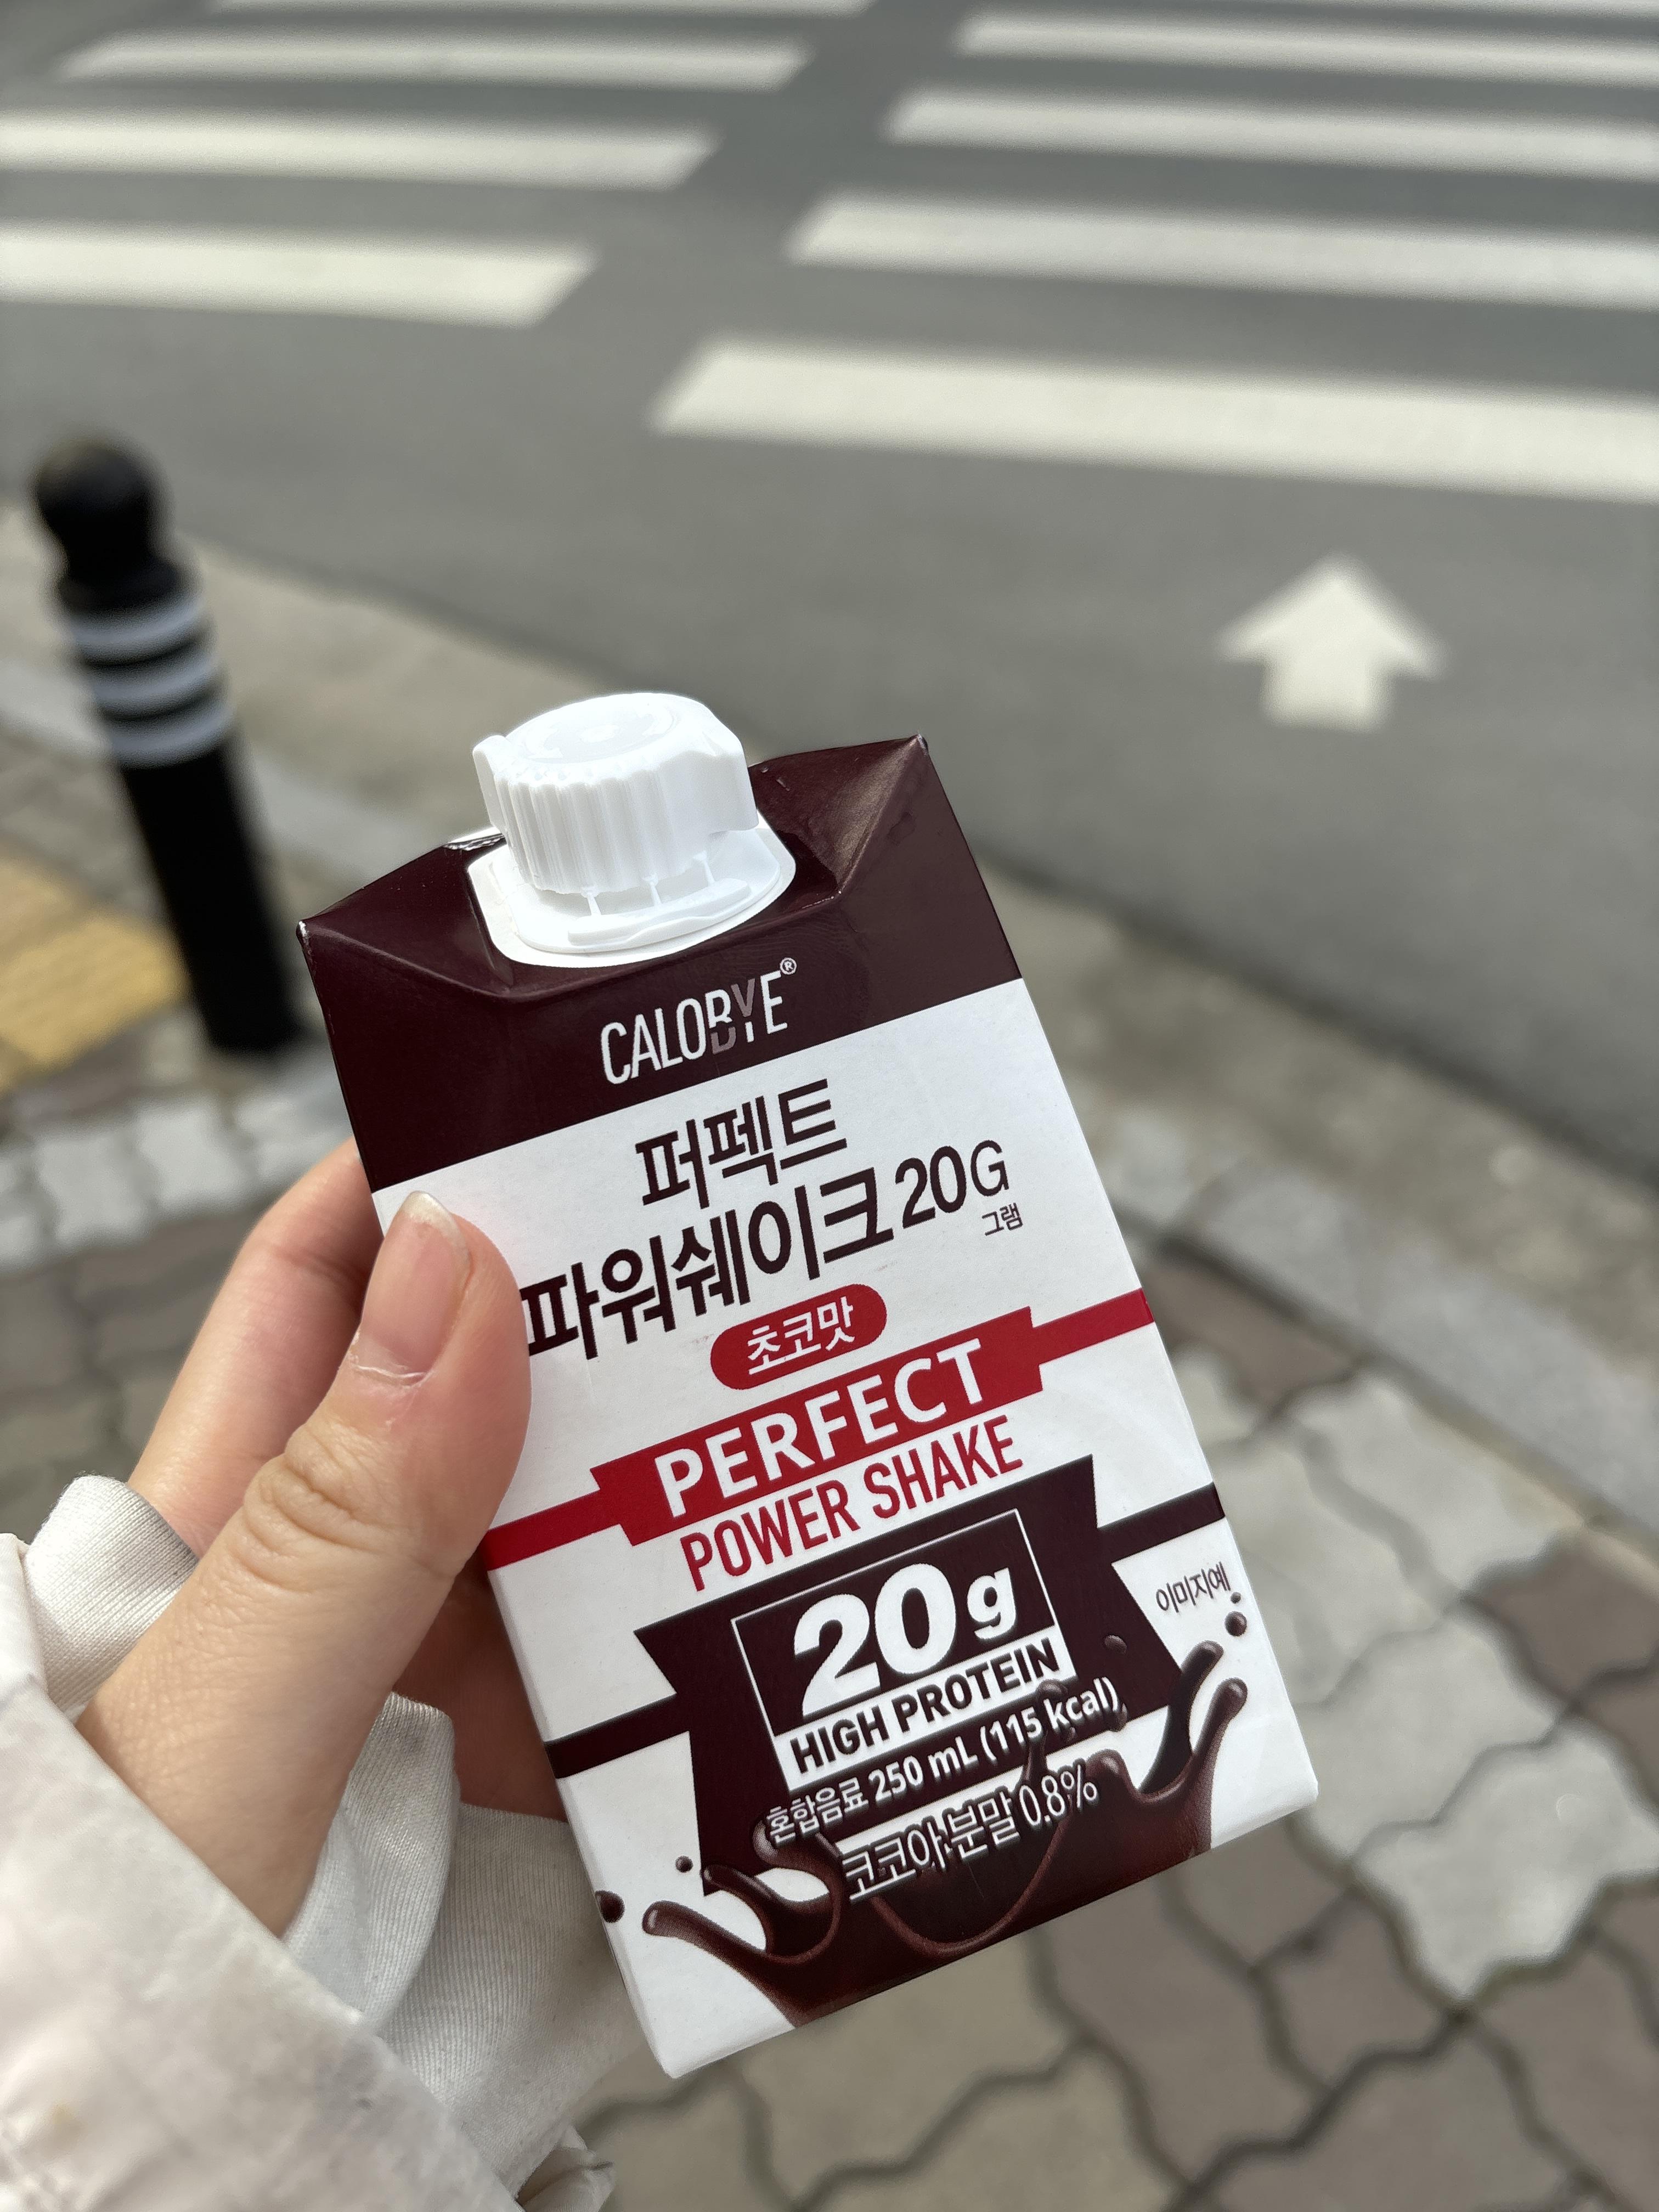 CALOBYE®
퍼펙트
파워쉐이크 20G
그램
초코맛
PERFECT
POWER SHAKE
20g
HIGH PROTEIN
이미지예
혼합음료 250 mL (115 kcal)
코코아분말 0.8%